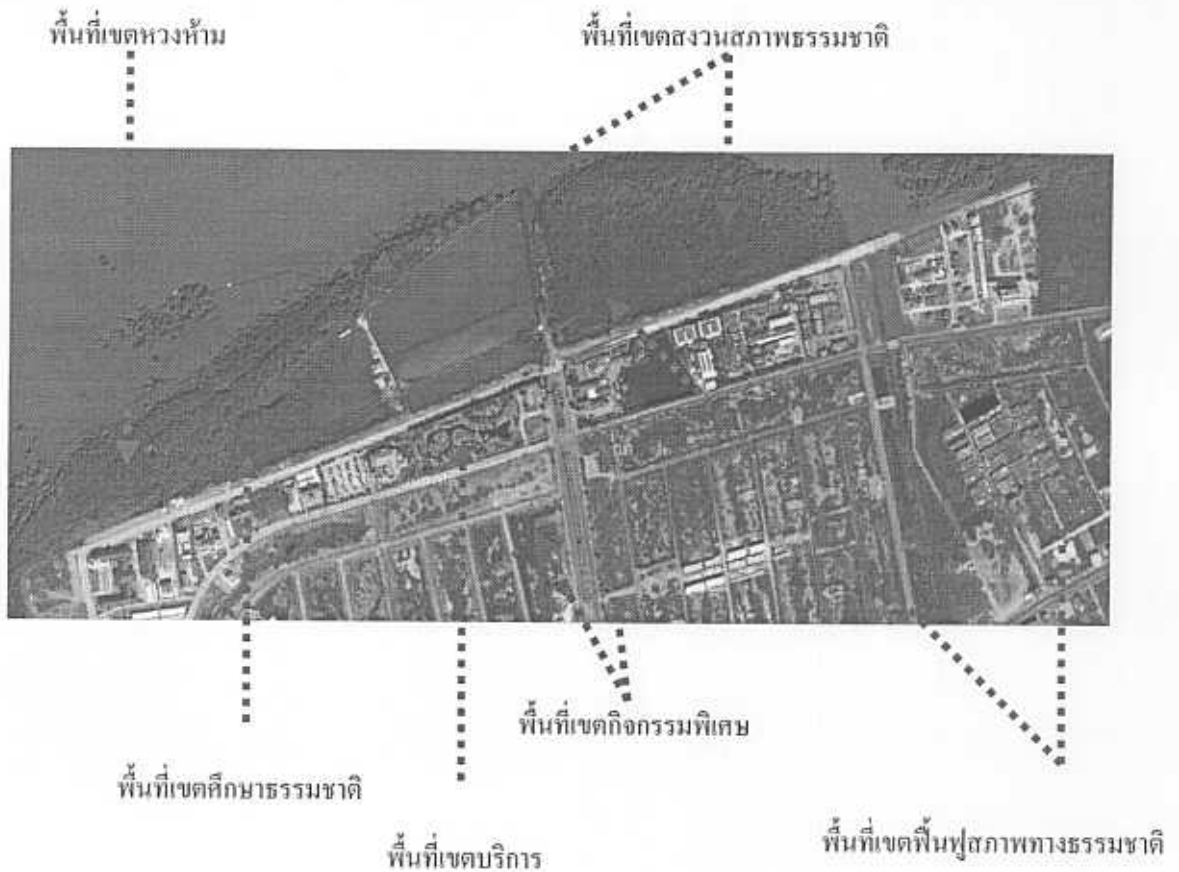 พื้นที่เขตหวงห้าม
พื้นที่เขตสงวนสภาพธรรมชาติ
พื้นที่เขตกิจกรรมพิเศษ
พื้นที่เขตศึกษาธรรมชาติ
พื้นที่เขตฟื้นฟูสภาพทางธรรมชาติ
พื้นที่เขตบริการ